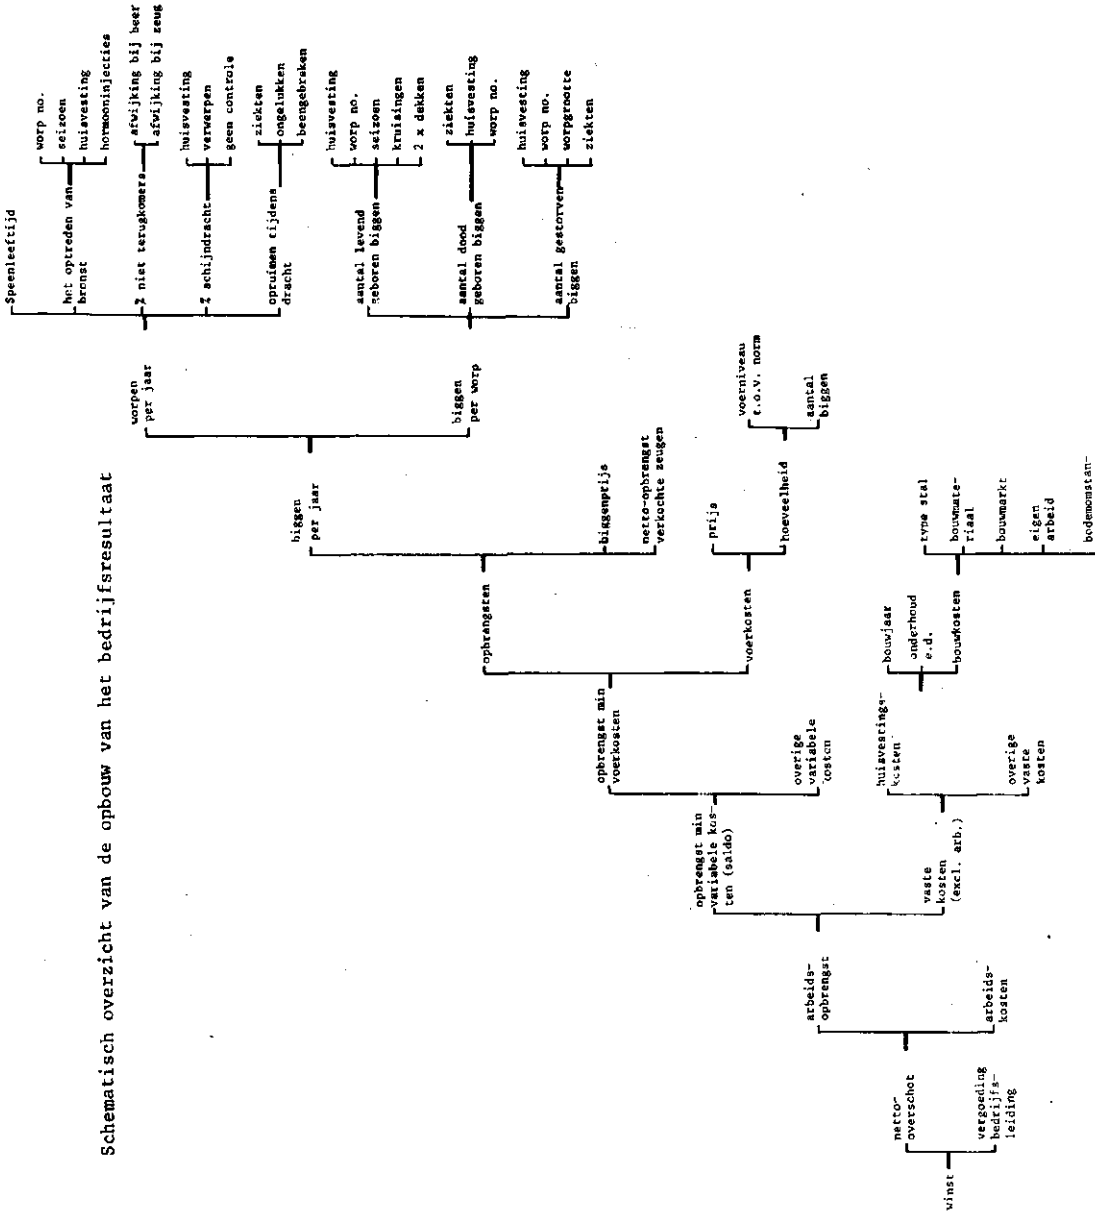 Schematisch overzicht van de opbouw van het bedrijfsresultaat
winst
netto-
overschot
vergoeding
bedrijfs-
leiding
arbeids-
opbrengst
arbeids-
kosten
opbrengst min
variabele kos-
ten (saldo)
vaste
kosten
(excl. arb.)
opbrengst min
voerkosten
overige
variabele
kosten
huisvestings-
kosten
overige
vaste
kosten
opbrengsten
voerkosten
bouwjaar
onderhoud
e.d.
bouwkosten
biggen
per jaar
biggenprijs
netto-opbrengst
verkochte zeugen
prijs
hoeveelheid
type stal
bouwmate-
riaal
bouwmarkt
eigen
arbeid
bodemomstan-
worpen
per jaar
biggen
per worp
voerniveau
t.o.v. norm
aantal
biggen
Speenleeftijd
het optreden van
bronst
% niet terugkomers
% schijndracht
opruimen tijdens
dracht
aantal levend
geboren biggen
aantal dood
geboren biggen
aantal gestorven
biggen
worp no.
seizoen
huisvesting
hormooninjecties
afwijking bij beer
afwijking bij zeug
huisvesting
verwerpen
geen controle
ziekten
ongelukken
beengebreken
huisvesting
worp no.
seizoen
kruisingen
2 x dekken
ziekten
huisvesting
worp no.
huisvesting
worp no.
worpgrootte
ziekten